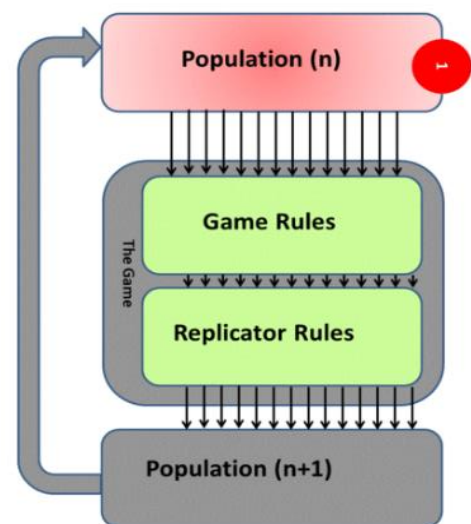 Population (n)
1
The Game
Game Rules
Replicator Rules
Population (n+1)